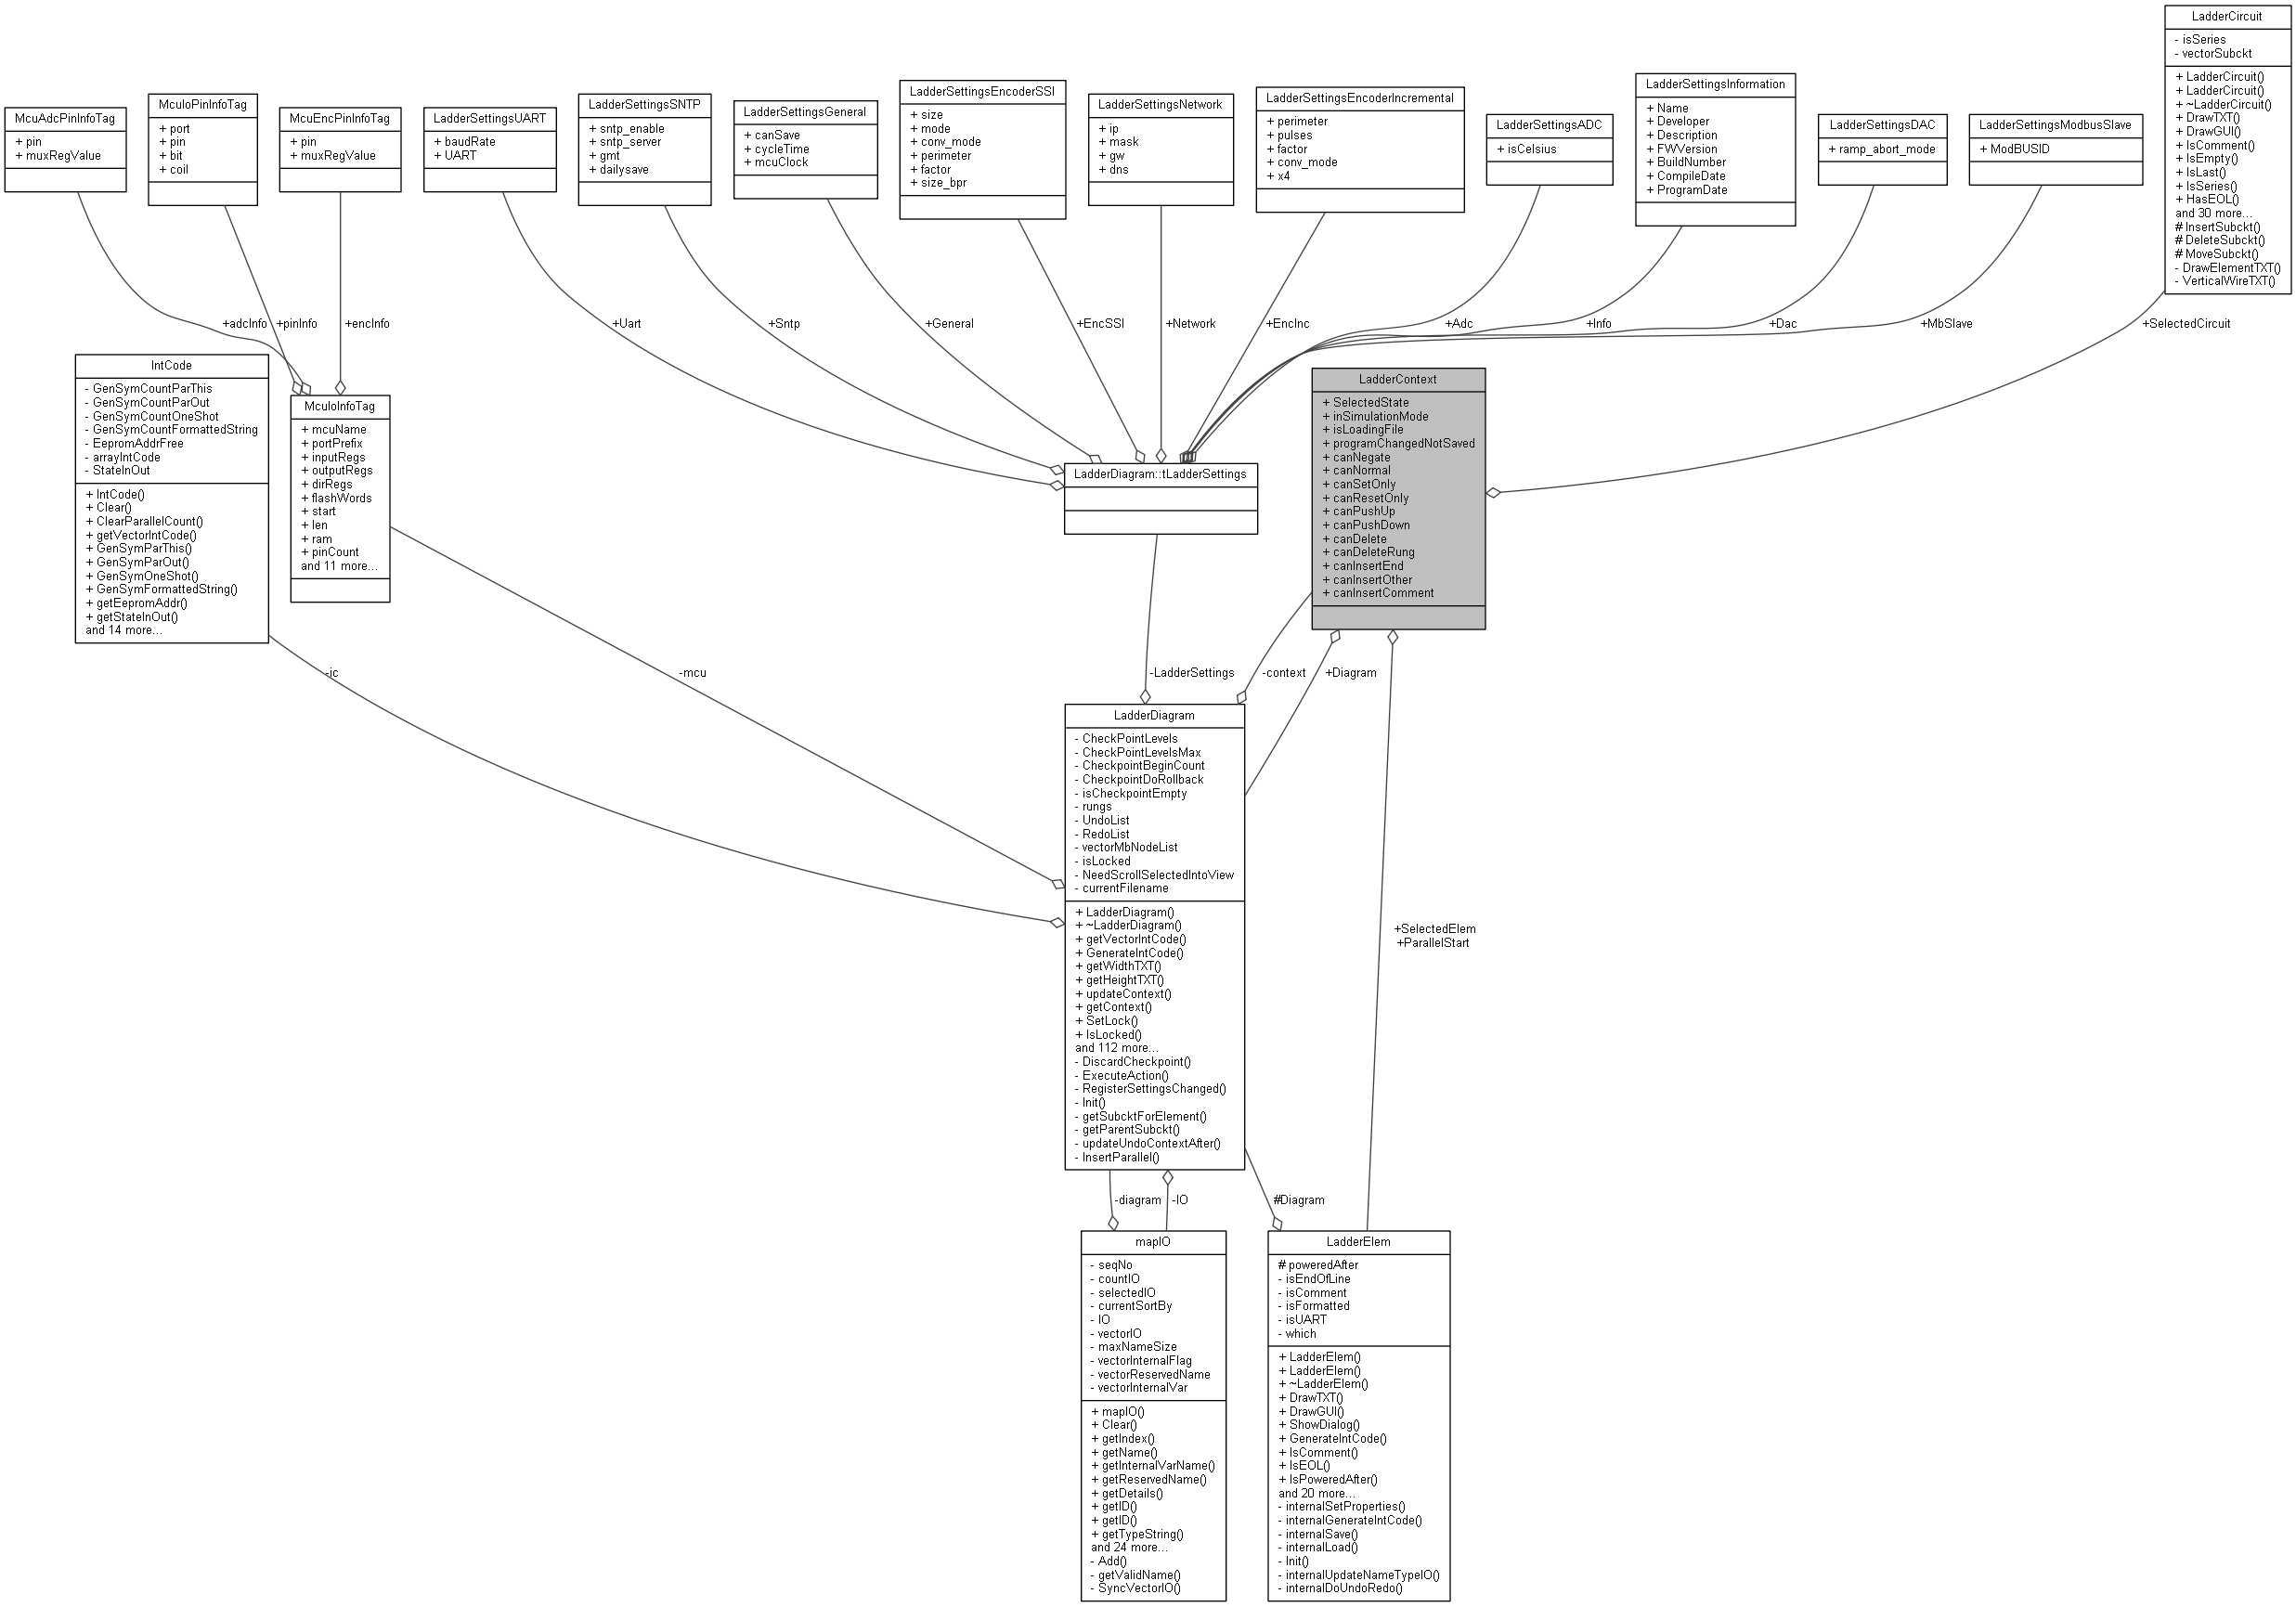 LadderCircuit
- isSeries
- vectorSubckt
+ LadderCircuit()
+ LadderCircuit()
+ ~LadderCircuit()
+ DrawTXT()
+ DrawGUI()
+ IsComment()
+ IsEmpty()
+ IsLast()
+ IsSeries()
+ HasEOL()
and 30 more...
# InsertSubckt()
# DeleteSubckt()
# MoveSubckt()
- DrawElementTXT()
- VerticalWireTXT()
McuAdcPinInfoTag
+ pin
+ muxRegValue
McuIoPinInfoTag
+ port
+ pin
+ bit
+ coil
McuEncPinInfoTag
+ pin
+ muxRegValue
LadderSettingsUART
+ baudRate
+ UART
LadderSettingsSNTP
+ sntp_enable
+ sntp_server
+ gmt
+ dailysave
LadderSettingsGeneral
+ canSave
+ cycleTime
+ mcuClock
LadderSettingsEncoderSSI
+ size
+ mode
+ conv_mode
+ perimeter
+ factor
+ size_bpr
LadderSettingsNetwork
+ ip
+ mask
+ gw
+ dns
LadderSettingsEncoderIncremental
+ perimeter
+ pulses
+ factor
+ conv_mode
+ x4
LadderSettingsADC
+ isCelsius
LadderSettingsInformation
+ Name
+ Developer
+ Description
+ FWVersion
+ BuildNumber
+ CompileDate
+ ProgramDate
LadderSettingsDAC
+ ramp_abort_mode
LadderSettingsModbusSlave
+ ModBUSID
+adcInfo
+pinInfo
+encInfo
+Uart
+Sntp
+General
+EncSSI
+Network
+EncInc
+Adc
+Info
+Dac
+MbSlave
+SelectedCircuit
IntCode
- GenSymCountParThis
- GenSymCountParOut
- GenSymCountOneShot
- GenSymCountFormattedString
- EepromAddrFree
- arrayIntCode
- StateInOut
+ IntCode()
+ Clear()
+ ClearParallelCount()
+ getVectorIntCode()
+ GenSymParThis()
+ GenSymParOut()
+ GenSymOneShot()
+ GenSymFormattedString()
+ getEepromAddr()
+ getStateInOut()
and 14 more...
McuIoInfoTag
+ mcuName
+ portPrefix
+ inputRegs
+ outputRegs
+ dirRegs
+ flashWords
+ start
+ len
+ ram
+ pinCount
and 11 more...
LadderDiagram::tLadderSettings
LadderContext
+ SelectedState
+ inSimulationMode
+ isLoadingFile
+ programChangedNotSaved
+ canNegate
+ canNormal
+ canSetOnly
+ canResetOnly
+ canPushUp
+ canPushDown
+ canDelete
+ canDeleteRung
+ canInsertEnd
+ canInsertOther
+ canInsertComment
-ic
-mcu
-LadderSettings
-context
+Diagram
LadderDiagram
- CheckPointLevels
- CheckPointLevelsMax
- CheckpointBeginCount
- CheckpointDoRollback
- isCheckpointEmpty
- rungs
- UndoList
- RedoList
- vectorMbNodeList
- isLocked
- NeedScrollSelectedIntoView
- currentFilename
+ LadderDiagram()
+ ~LadderDiagram()
+ getVectorIntCode()
+ GenerateIntCode()
+ getWidthTXT()
+ getHeightTXT()
+ updateContext()
+ getContext()
+ SetLock()
+ IsLocked()
and 112 more...
- DiscardCheckpoint()
- ExecuteAction()
- RegisterSettingsChanged()
- Init()
- getSubcktForElement()
- getParentSubckt()
- updateUndoContextAfter()
- InsertParallel()
+SelectedElem
+ParallelStart
-diagram
-IO
#Diagram
mapIO
- seqNo
- countIO
- selectedIO
- currentSortBy
- IO
- vectorIO
- maxNameSize
- vectorInternalFlag
- vectorReservedName
- vectorInternalVar
+ mapIO()
+ Clear()
+ getIndex()
+ getName()
+ getInternalVarName()
+ getReservedName()
+ getDetails()
+ getID()
+ getID()
+ getTypeString()
and 24 more...
- Add()
- getValidName()
- SyncVectorIO()
LadderElem
# poweredAfter
- isEndOfLine
- isComment
- isFormatted
- isUART
- which
+ LadderElem()
+ LadderElem()
+ ~LadderElem()
+ DrawTXT()
+ DrawGUI()
+ ShowDialog()
+ GenerateIntCode()
+ IsComment()
+ IsEOL()
+ IsPoweredAfter()
and 20 more...
- internalSetProperties()
- internalGenerateIntCode()
- internalSave()
- internalLoad()
- Init()
- internalUpdateNameTypeIO()
- internalDoUndoRedo()